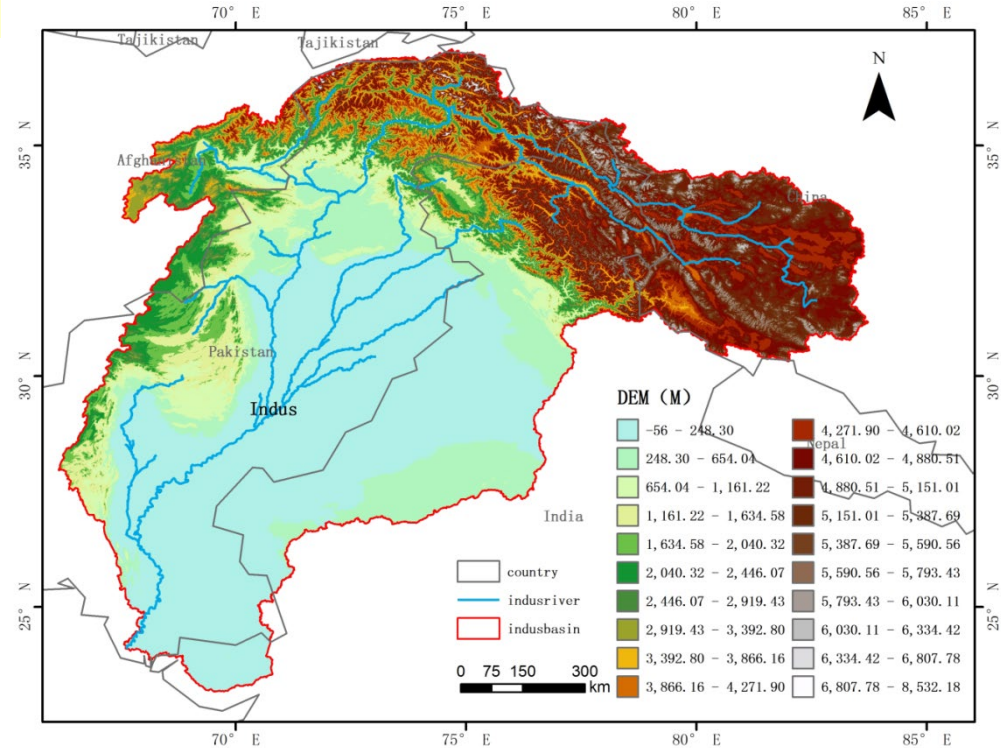 70° E 75° E 80° E 85° E
Tajikistan
Tajikistan
N
35° N
35° N
Afghanistan
China
30° N
30° N
Pakistan
Indus
Nepal
India
25° N
25° N
DEM (M)
-56 - 248.30
248.30 - 654.04
654.04 - 1,161.22
1,161.22 - 1,634.58
1,634.58 - 2,040.32
2,040.32 - 2,446.07
2,446.07 - 2,919.43
2,919.43 - 3,392.80
3,392.80 - 3,866.16
3,866.16 - 4,271.90
4,271.90 - 4,610.02
4,610.02 - 4,880.51
4,880.51 - 5,151.01
5,151.01 - 5,387.69
5,387.69 - 5,590.56
5,590.56 - 5,793.43
5,793.43 - 6,030.11
6,030.11 - 6,334.42
6,334.42 - 6,807.78
6,807.78 - 8,532.18
country
indusriver
indusbasin
0 75 150 300
km
70° E 75° E 80° E 85° E